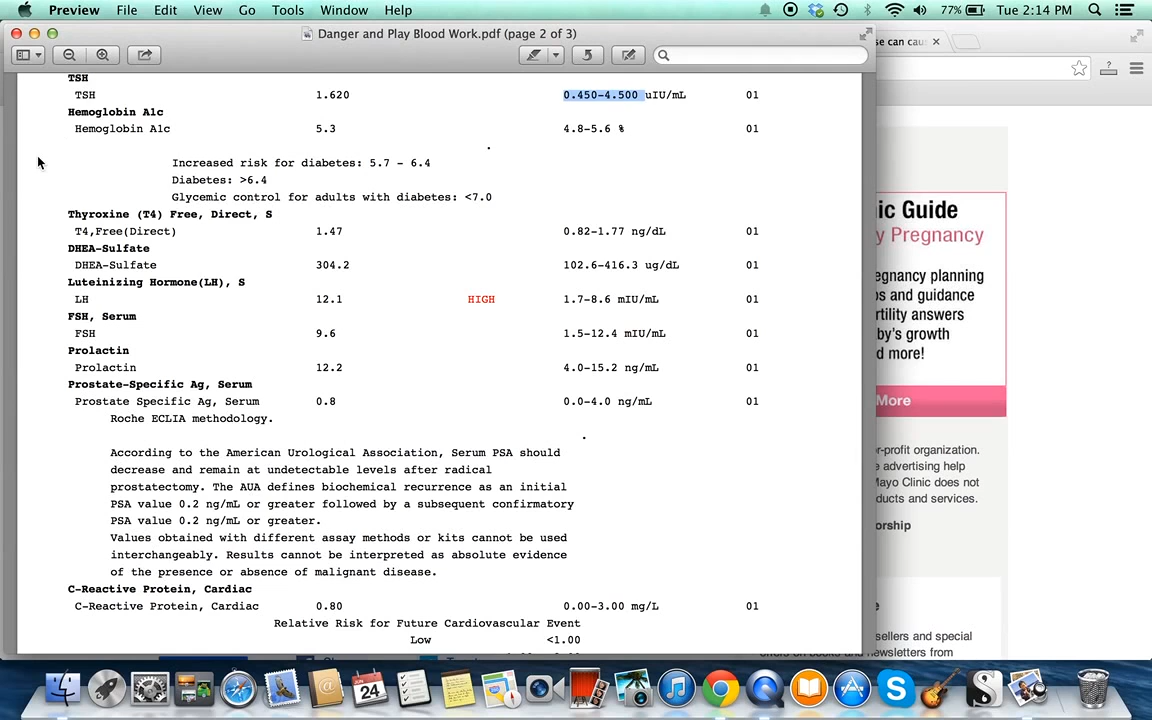 Preview File Edit View Go Tools Window Help 77% Tue 2:14 PM
Danger and Play Blood Work.pdf (page 2 of 3)
se can cau
TSH
TSH 1.620 0.450-4.500 uIU/mL 01
Hemoglobin A1c
Hemoglobin A1c 5.3 4.8-5.6 % 01
Increased risk for diabetes: 5.7 - 6.4
Diabetes: >6.4
Glycemic control for adults with diabetes: <7.0
Thyroxine (T4) Free, Direct, S
T4,Free(Direct) 1.47 0.82-1.77 ng/dL 01
DHEA-Sulfate
DHEA-Sulfate 304.2 102.6-416.3 ug/dL 01
Luteinizing Hormone(LH), S
LH 12.1 HIGH 1.7-8.6 mIU/mL 01
FSH, Serum
FSH 9.6 1.5-12.4 mIU/mL 01
Prolactin
Prolactin 12.2 4.0-15.2 ng/mL 01
Prostate-Specific Ag, Serum
Prostate Specific Ag, Serum 0.8 0.0-4.0 ng/mL 01
Roche ECLIA methodology.
According to the American Urological Association, Serum PSA should
decrease and remain at undetectable levels after radical
prostatectomy. The AUA defines biochemical recurrence as an initial
PSA value 0.2 ng/mL or greater followed by a subsequent confirmatory
PSA value 0.2 ng/mL or greater.
Values obtained with different assay methods or kits cannot be used
interchangeably. Results cannot be interpreted as absolute evidence
of the presence or absence of malignant disease.
C-Reactive Protein, Cardiac
C-Reactive Protein, Cardiac 0.80 0.00-3.00 mg/L 01
Relative Risk for Future Cardiovascular Event
Low <1.00
ic Guide
y Pregnancy
egnancy planning
os and guidance
rtility answers
by's growth
d more!
More
r-profit organization.
e advertising help
Mayo Clinic does not
ducts and services.
orship
e
sellers and special
offers on books and newsletters from
JUN
24